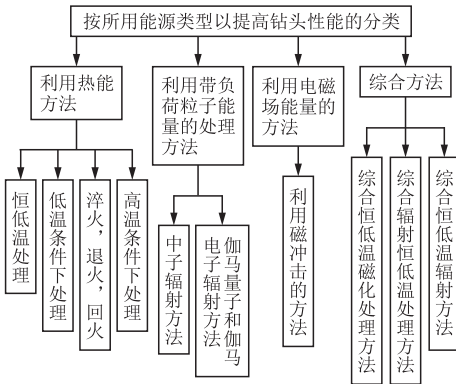 按所用能源类型以提高钻头性能的分类
利用热能
方法
利用带负
荷粒子能
量的处理
方法
利用电磁
场能量的
方法
综合方法
恒低温处理
低温条件下处理
淬火，退火，回火
高温条件下处理
中子辐射方法
伽马量子和伽马
电子辐射方法
利用磁冲击的方法
综合恒低温磁化处理方法
综合辐射恒低温处理方法
综合恒低温辐射方法